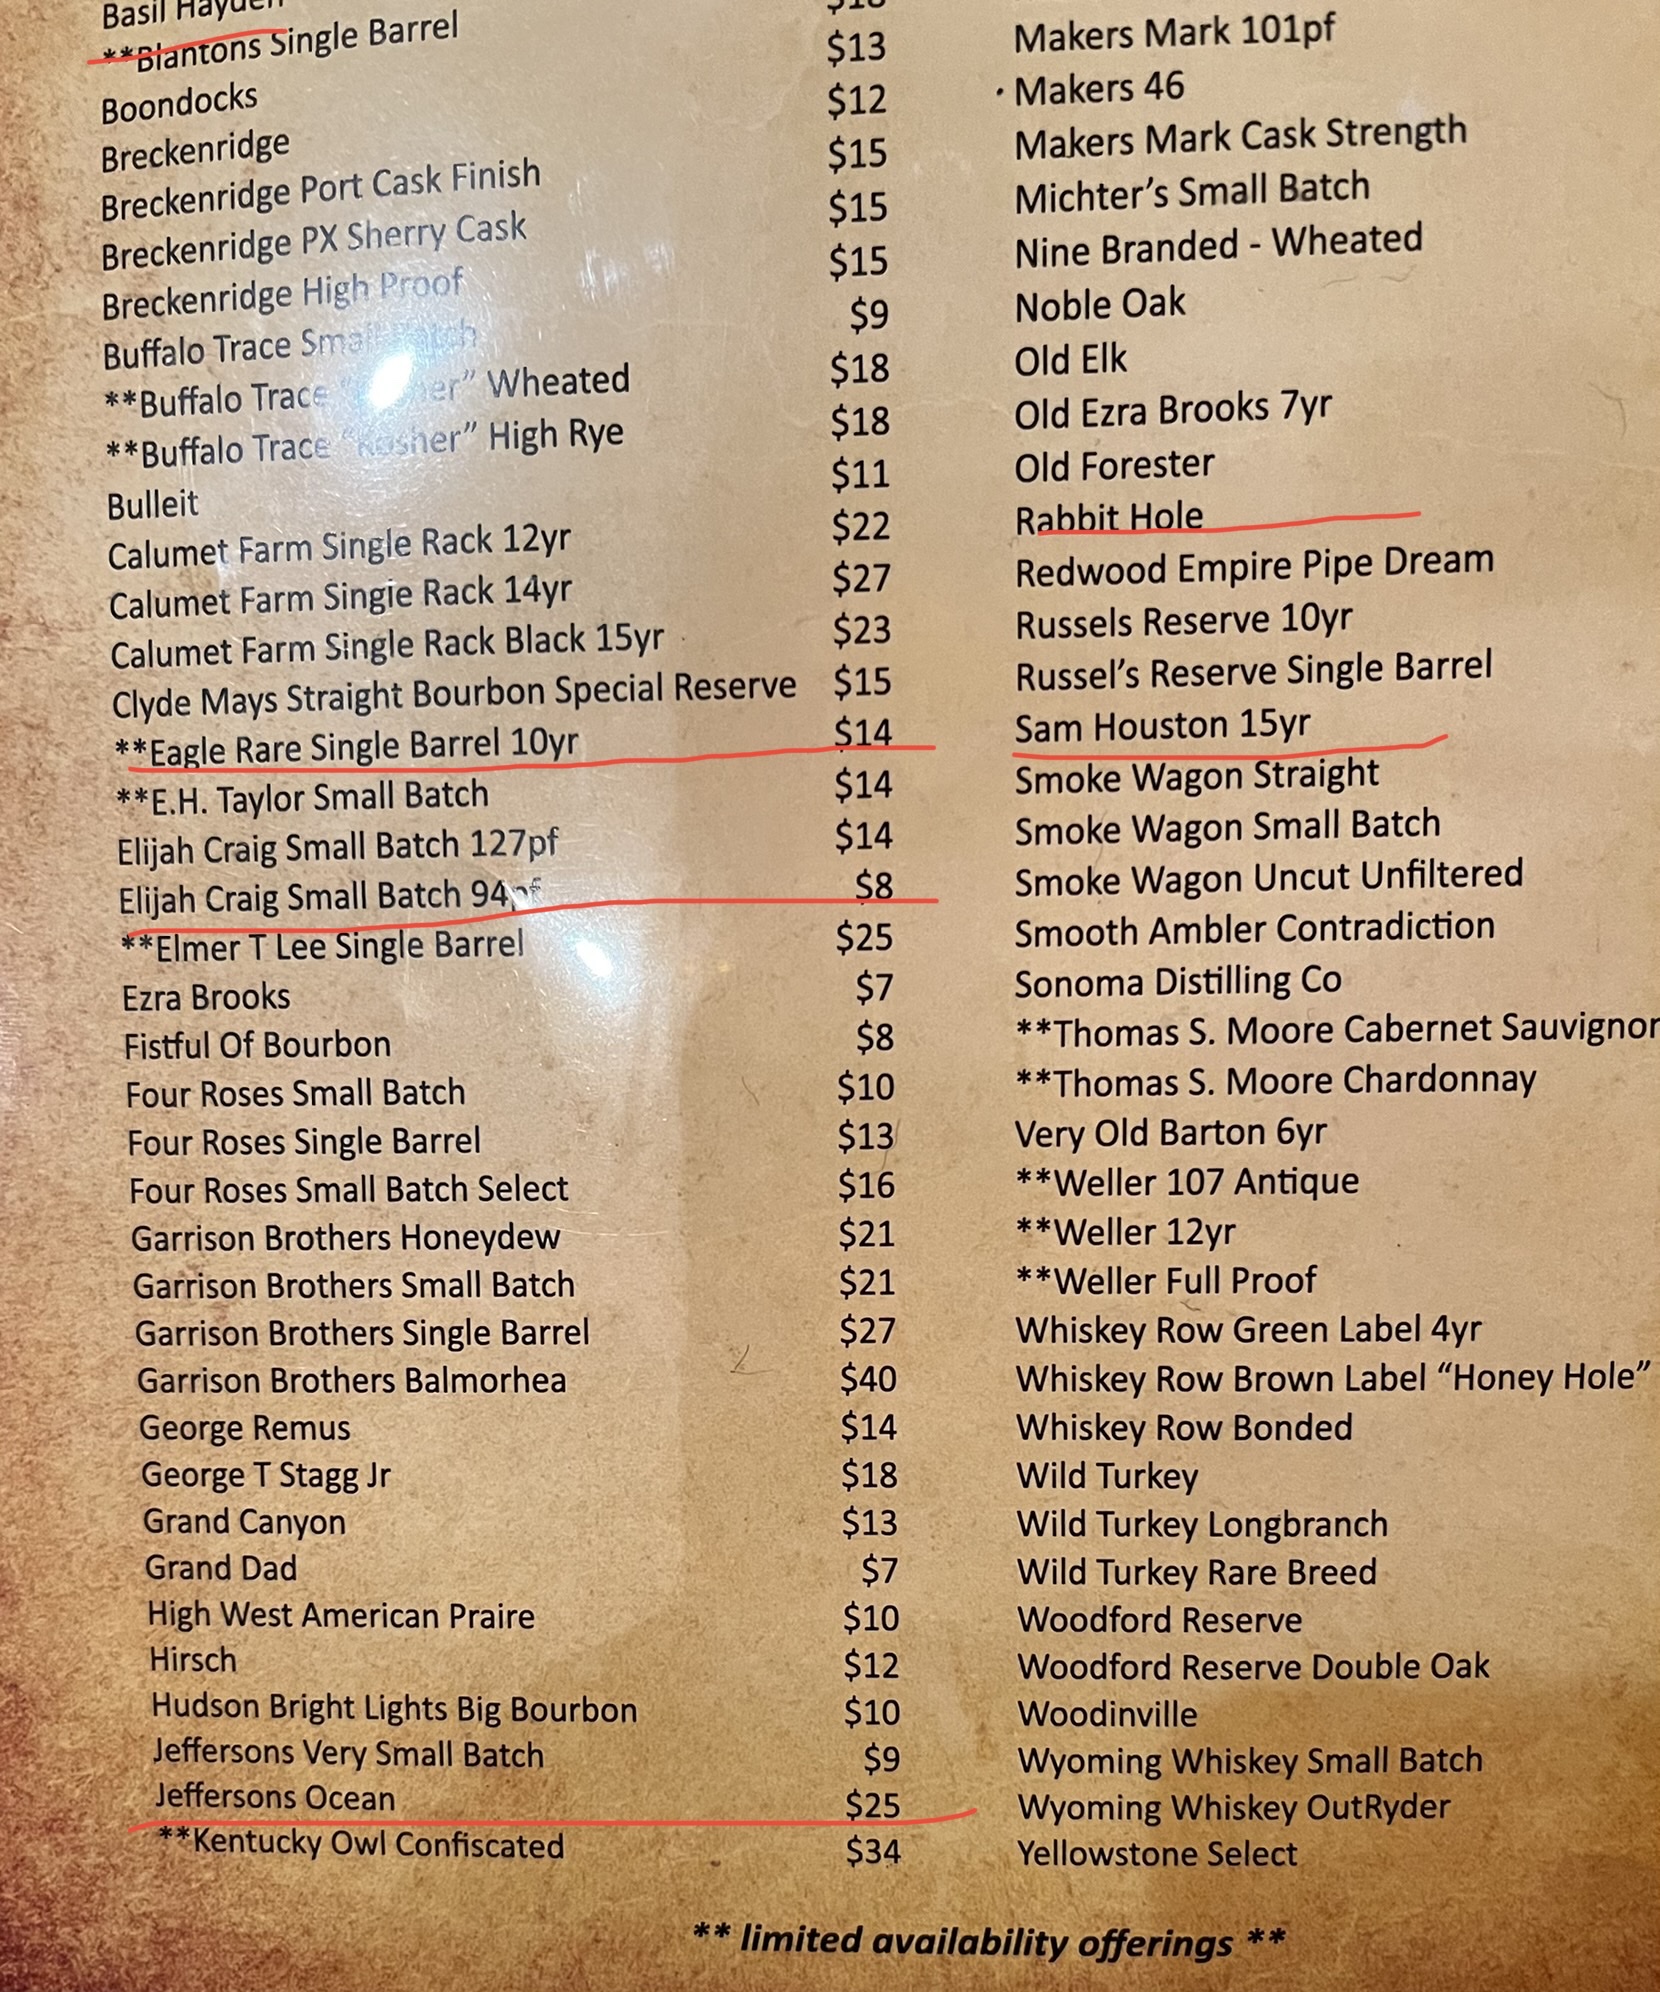 Basil Hayden
**Blantons Single Barrel
Boondocks $13
Breckenridge $12
Breckenridge Port Cask Finish $15
Breckenridge PX Sherry Cask $15
Breckenridge High Proof $15
Buffalo Trace Small Batch $9
**Buffalo Trace Wheated $18
**Buffalo Trace “Kosher” High Rye $18
Bulleit $11
Calumet Farm Single Rack 12yr $22
Calumet Farm Single Rack 14yr $27
Calumet Farm Single Rack Black 15yr $23
Clyde Mays Straight Bourbon Special Reserve $15
**Eagle Rare Single Barrel 10yr $14
**E.H. Taylor Small Batch $14
Elijah Craig Small Batch 127pf $14
Elijah Craig Small Batch 94pf $8
**Elmer T Lee Single Barrel $25
Ezra Brooks $7
Fistful Of Bourbon $8
Four Roses Small Batch $10
Four Roses Single Barrel $13
Four Roses Small Batch Select $16
Garrison Brothers Honeydew $21
Garrison Brothers Small Batch $21
Garrison Brothers Single Barrel $27
Garrison Brothers Balmorhea $40
George Remus $14
George T Stagg Jr $18
Grand Canyon $13
Grand Dad $7
High West American Praire $10
Hirsch $12
Hudson Bright Lights Big Bourbon $10
Jeffersons Very Small Batch $9
Jeffersons Ocean $25
**Kentucky Owl Confiscated $34
Makers Mark 101pf
Makers 46
Makers Mark Cask Strength
Michter’s Small Batch
Nine Branded - Wheated
Noble Oak
Old Elk
Old Ezra Brooks 7yr
Old Forester
Rabbit Hole
Redwood Empire Pipe Dream
Russels Reserve 10yr
Russel’s Reserve Single Barrel
Sam Houston 15yr
Smoke Wagon Straight
Smoke Wagon Small Batch
Smoke Wagon Uncut Unfiltered
Smooth Ambler Contradiction
Sonoma Distilling Co
**Thomas S. Moore Cabernet Sauvignon
**Thomas S. Moore Chardonnay
Very Old Barton 6yr
**Weller 107 Antique
**Weller 12yr
**Weller Full Proof
Whiskey Row Green Label 4yr
Whiskey Row Brown Label “Honey Hole”
Whiskey Row Bonded
Wild Turkey
Wild Turkey Longbranch
Wild Turkey Rare Breed
Woodford Reserve
Woodford Reserve Double Oak
Woodinville
Wyoming Whiskey Small Batch
Wyoming Whiskey OutRyder
Yellowstone Select
** limited availability offerings **